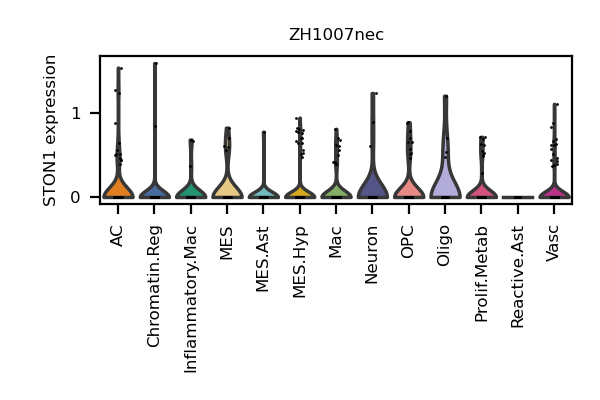 ZH1007nec
STON1 expression
1
0
AC
Chromatin.Reg
Inflammatory.Mac
MES
MES.Ast
MES.Hyp
Mac
Neuron
OPC
Oligo
Prolif.Metab
Reactive.Ast
Vasc